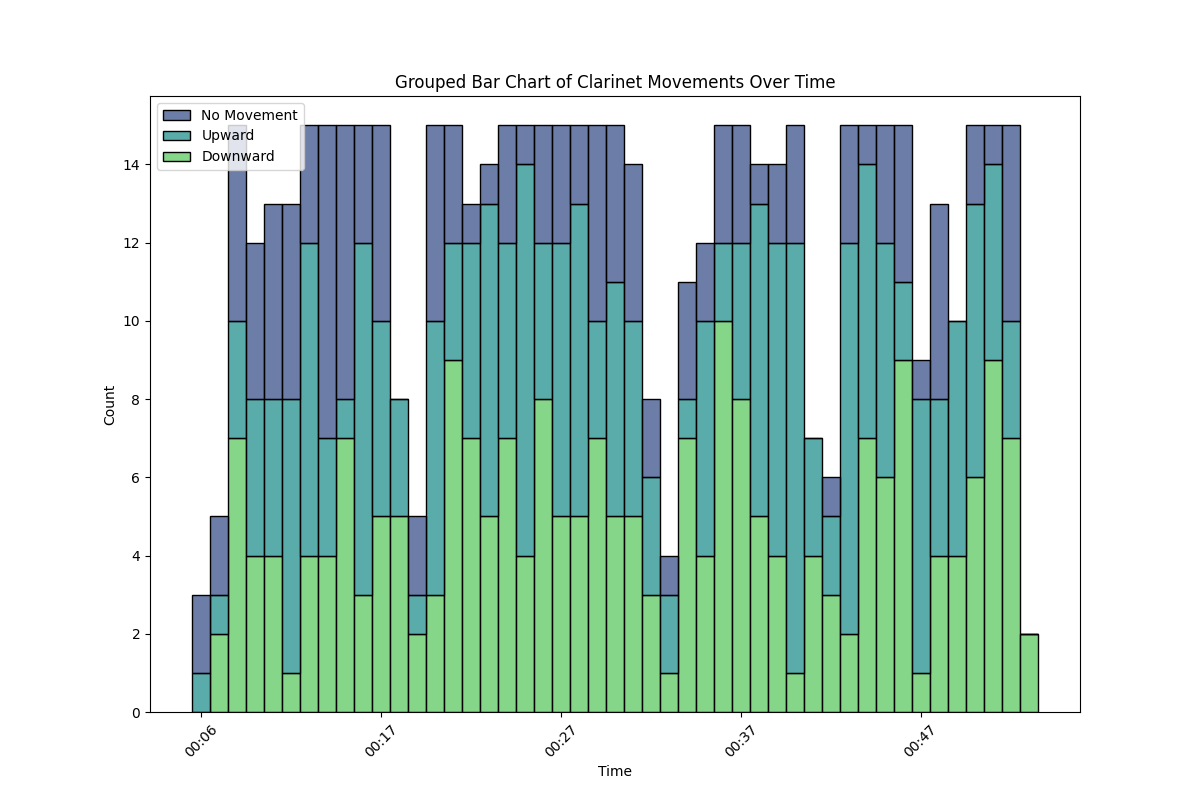 Grouped Bar Chart of Clarinet Movements Over Time
No Movement
Upward
Downward
14
12
10
8
6
4
2
0
Count
00:06
00:17
00:27
00:37
00:47
Time